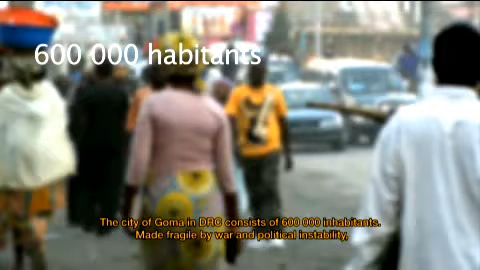 600 000 habitants
The city of Goma in DRC consists of 600 000 inhabitants.
Made fragile by war and political instability,